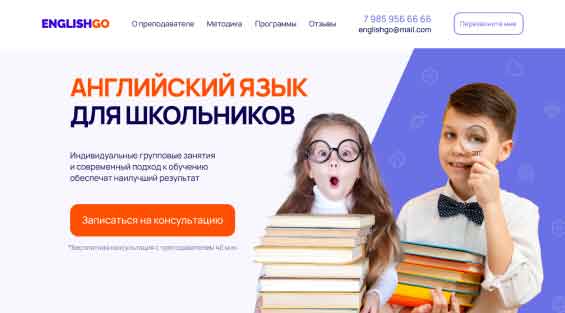 ENGLISHGO
О преподавателе Методика Программы Отзывы
7 985 956 66 66
englishgo@mail.com
Перезвоните мне
АНГЛИЙСКИЙ ЯЗЫК
ДЛЯ ШКОЛЬНИКОВ
Индивидуальные групповые занятия
и современный подход к обучению
обеспечат наилучший результат
Записаться на консультацию
*Бесплатная консультация с преподавателем 40 мин.